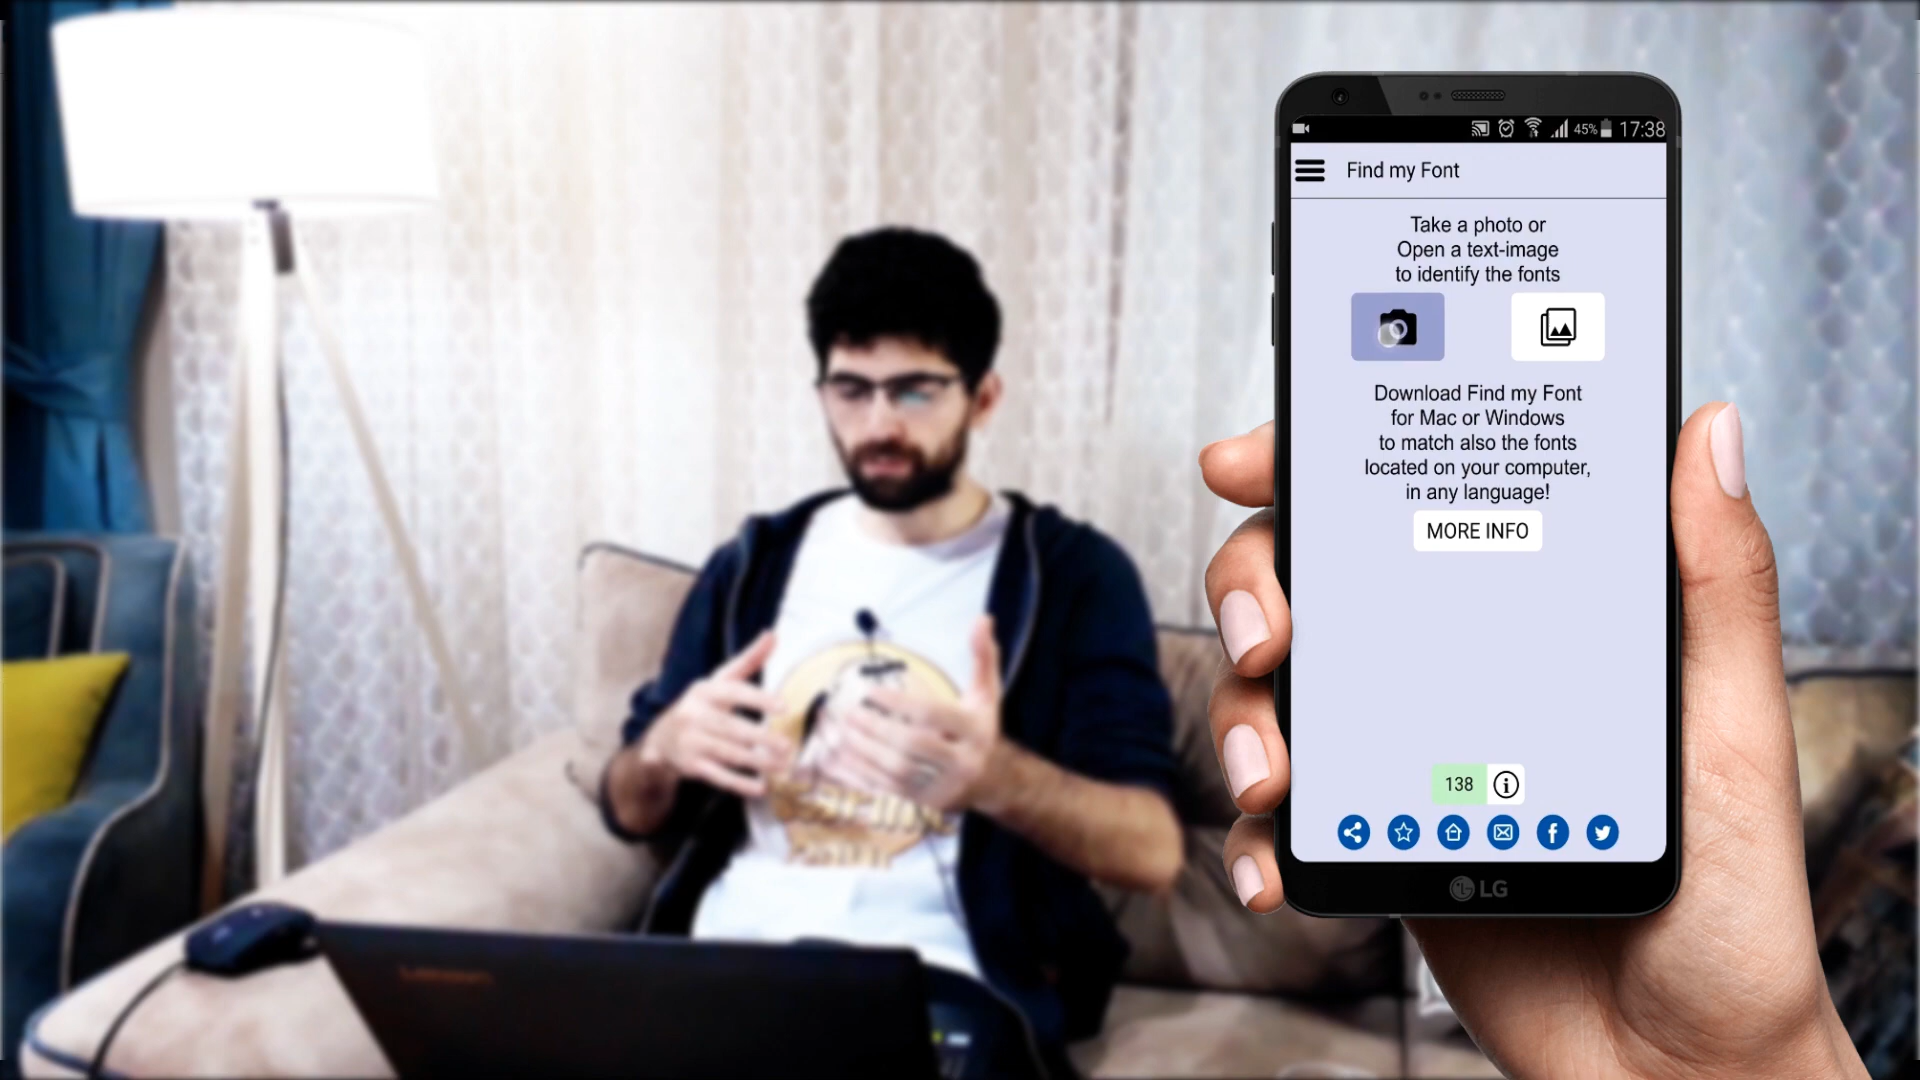 45% 17:38
Find my Font
Take a photo or
Open a text-image
to identify the fonts
Download Find my Font
for Mac or Windows
to match also the fonts
located on your computer,
in any language!
MORE INFO
138
LG